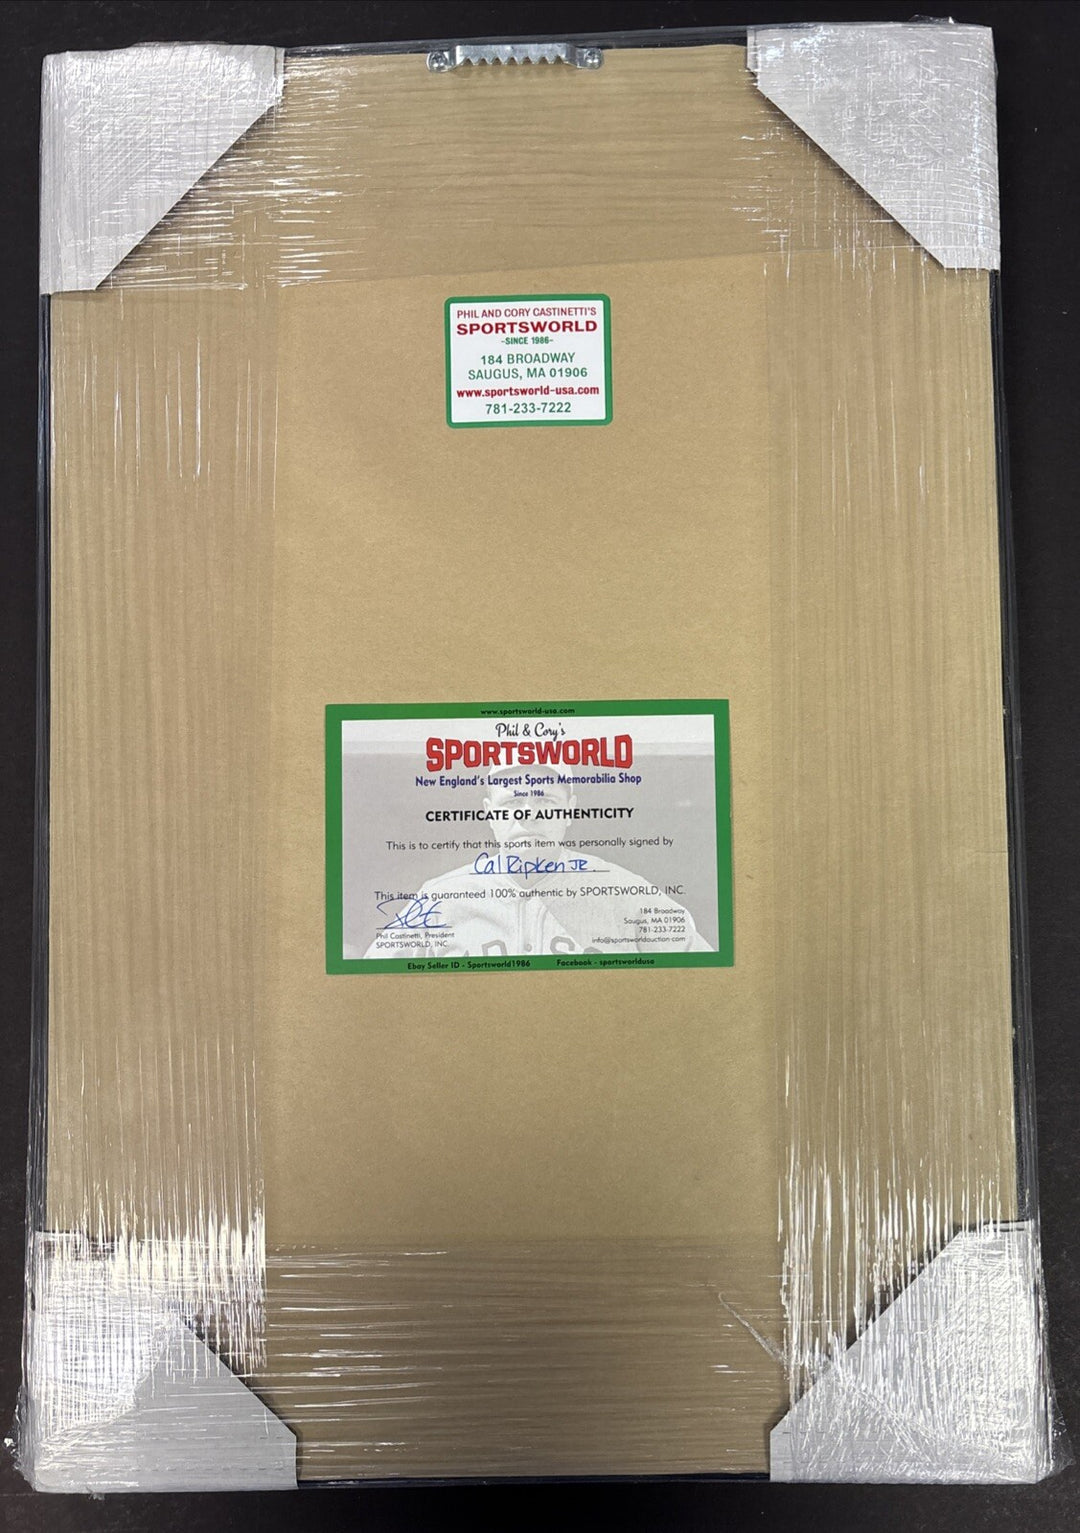 PHIL AND CORY CASTINETTI'S
SPORTSWORLD
-SINCE 1986-
184 BROADWAY
SAUGUS, MA 01906
www.sportsworld-usa.com
781-233-7222
www.sportsworld-usa.com
Phil & Cory's
SPORTSWORLD
New England's Largest Sports Memorabilia Shop
Since 1986
CERTIFICATE OF AUTHENTICITY
This is to certify that this sports item was personally signed by
Cal Ripken JR.
This item is guaranteed 100% authentic by SPORTSWORLD, INC.
Phil Castinetti, President
SPORTSWORLD, INC.
184 Broadway
Saugus, MA 01906
781-233-7222
info@sportsworldauction.com
Ebay Seller ID - Sportsworld1986 Facebook - sportsworldusa